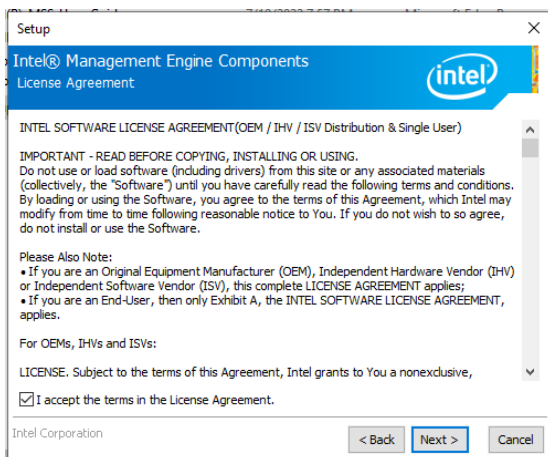 Setup
Intel® Management Engine Components
License Agreement
intel
INTEL SOFTWARE LICENSE AGREEMENT(OEM / IHV / ISV Distribution & Single User)
IMPORTANT - READ BEFORE COPYING, INSTALLING OR USING.
Do not use or load software (including drivers) from this site or any associated materials
(collectively, the "Software") until you have carefully read the following terms and conditions.
By loading or using the Software, you agree to the terms of this Agreement, which Intel may
modify from time to time following reasonable notice to You. If you do not wish to so agree,
do not install or use the Software.
Please Also Note:
• If you are an Original Equipment Manufacturer (OEM), Independent Hardware Vendor (IHV)
or Independent Software Vendor (ISV), this complete LICENSE AGREEMENT applies;
• If you are an End-User, then only Exhibit A, the INTEL SOFTWARE LICENSE AGREEMENT,
applies.
For OEMs, IHVs and ISVs:
LICENSE. Subject to the terms of this Agreement, Intel grants to You a nonexclusive,
I accept the terms in the License Agreement.
Intel Corporation
< Back
Next >
Cancel